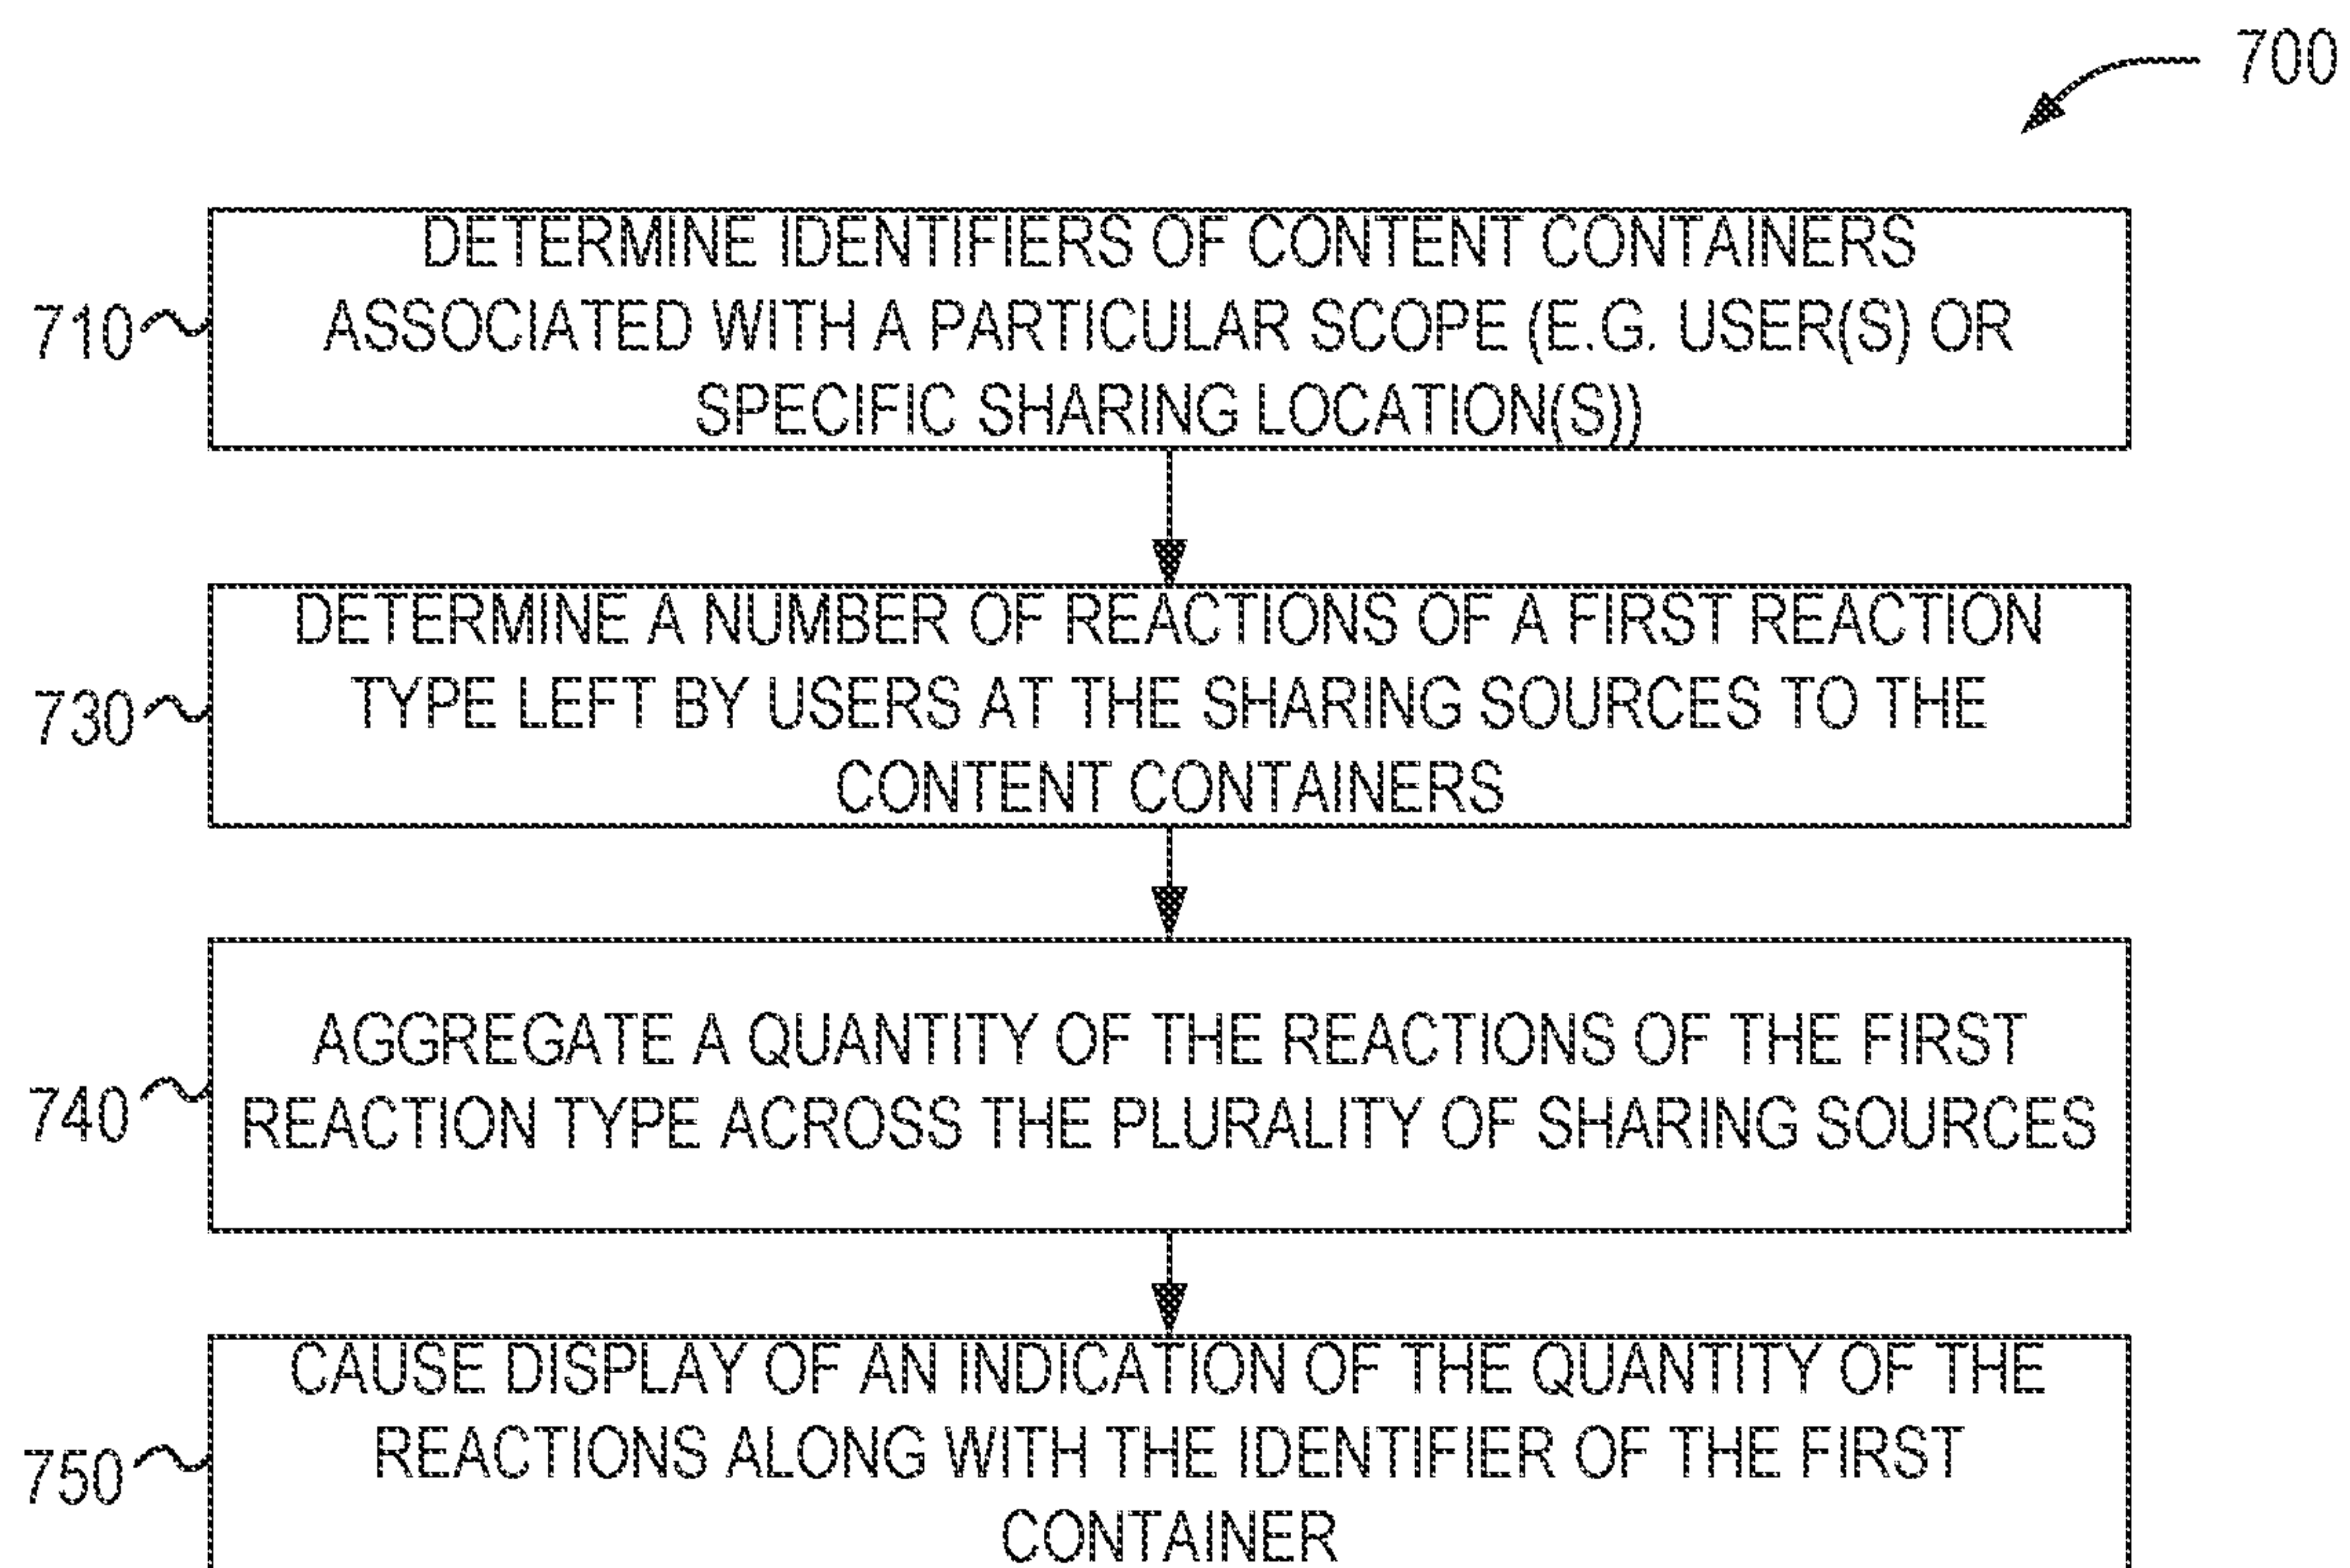 700
DETERMINE IDENTIFIERS OF CONTENT CONTAINERS
ASSOCIATED WITH A PARTICULAR SCOPE (E.G. USER(S) OR
SPECIFIC SHARING LOCATION(S))
710
DETERMINE A NUMBER OF REACTIONS OF A FIRST REACTION
TYPE LEFT BY USERS AT THE SHARING SOURCES TO THE
CONTENT CONTAINERS
730
AGGREGATE A QUANTITY OF THE REACTIONS OF THE FIRST
REACTION TYPE ACROSS THE PLURALITY OF SHARING SOURCES
740
CAUSE DISPLAY OF AN INDICATION OF THE QUANTITY OF THE
REACTIONS ALONG WITH THE IDENTIFIER OF THE FIRST
CONTAINER
750